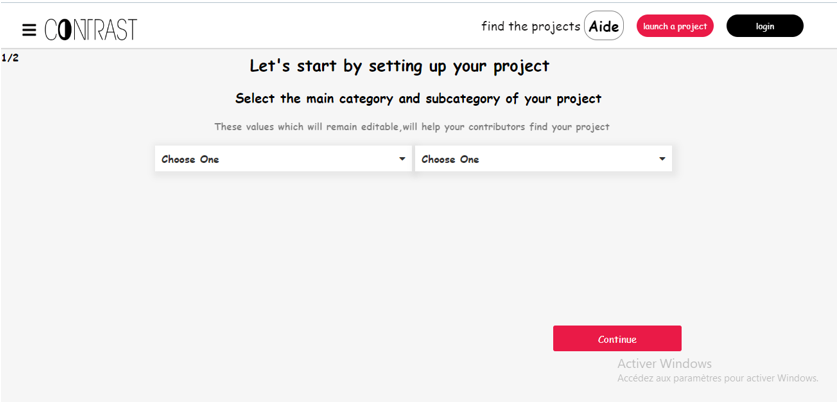 CONTRAST find the projects Aide launch a project login
1/2
Let's start by setting up your project
Select the main category and subcategory of your project
These values which will remain editable,will help your contributors find your project
Choose One Choose One
Continue
Activer Windows
Accédez aux paramètres pour activer Windows.